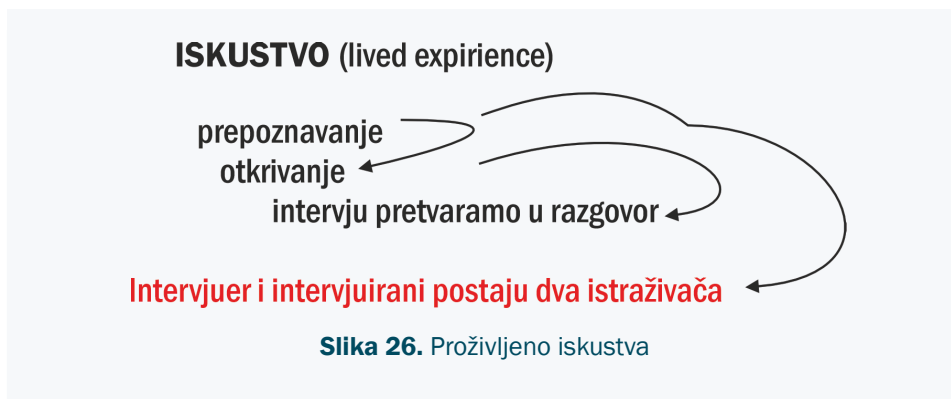 ISKUSTVO (lived expirience)
prepoznavanje
otkrivanje
intervju pretvaramo u razgovor
Intervjuer i intervjuirani postaju dva istraživača
Slika 26. Proživljeno iskustva